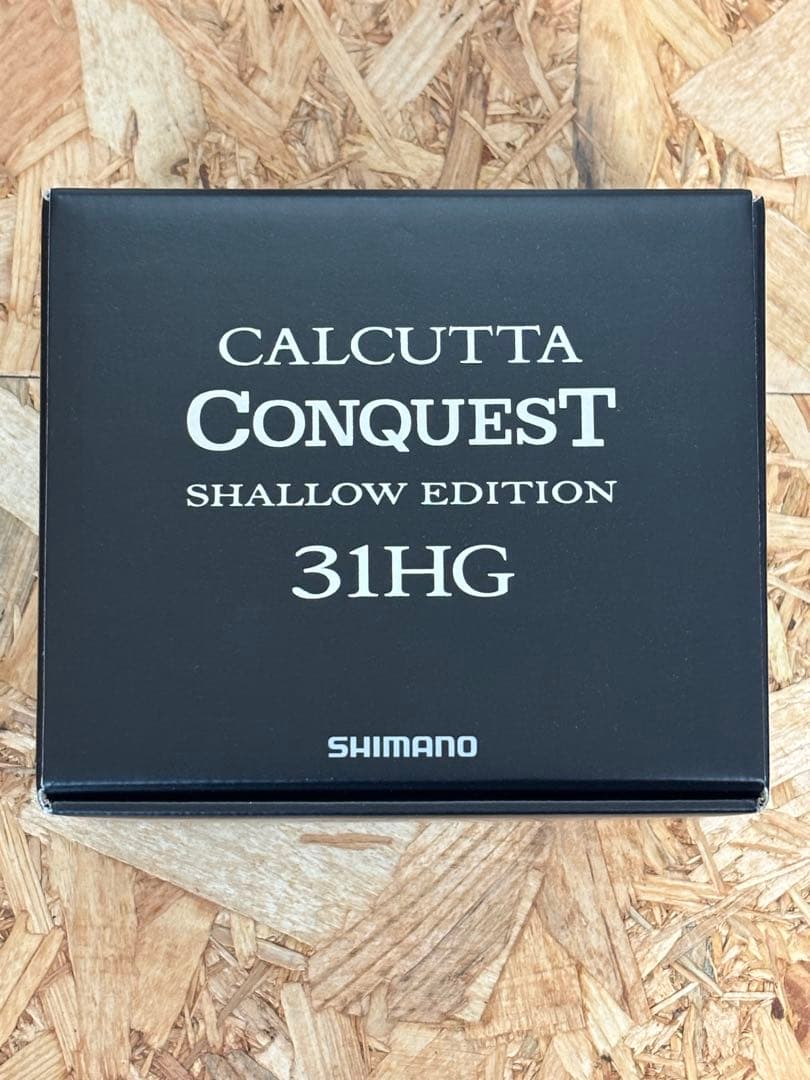 CALCUTTA
CONQUEST
SHALLOW EDITION
31HG
SHIMANO